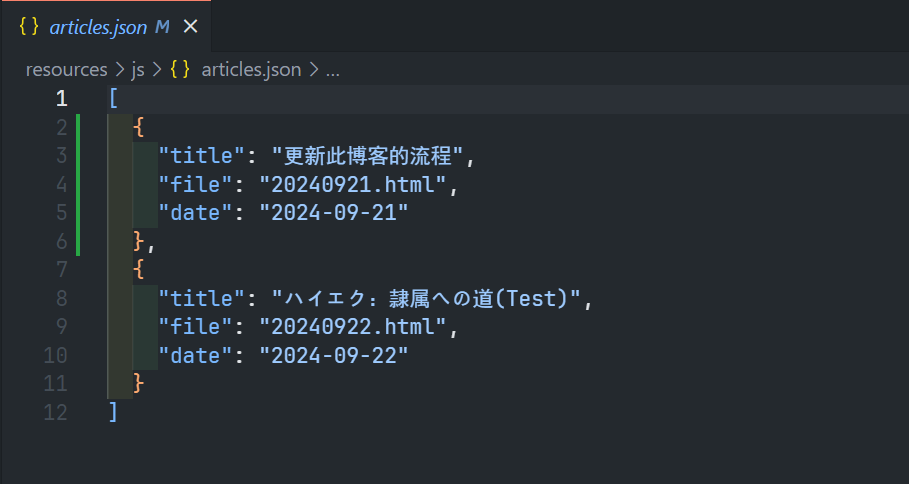 {} articles.json M ×
resources > js > {} articles.json > ...
1 [
2 {
3 "title": "更新此博客的流程",
4 "file": "20240921.html",
5 "date": "2024-09-21"
6 },
7 {
8 "title": "ハイエク：隷属への道(Test)",
9 "file": "20240922.html",
10 "date": "2024-09-22"
11 }
12 ]